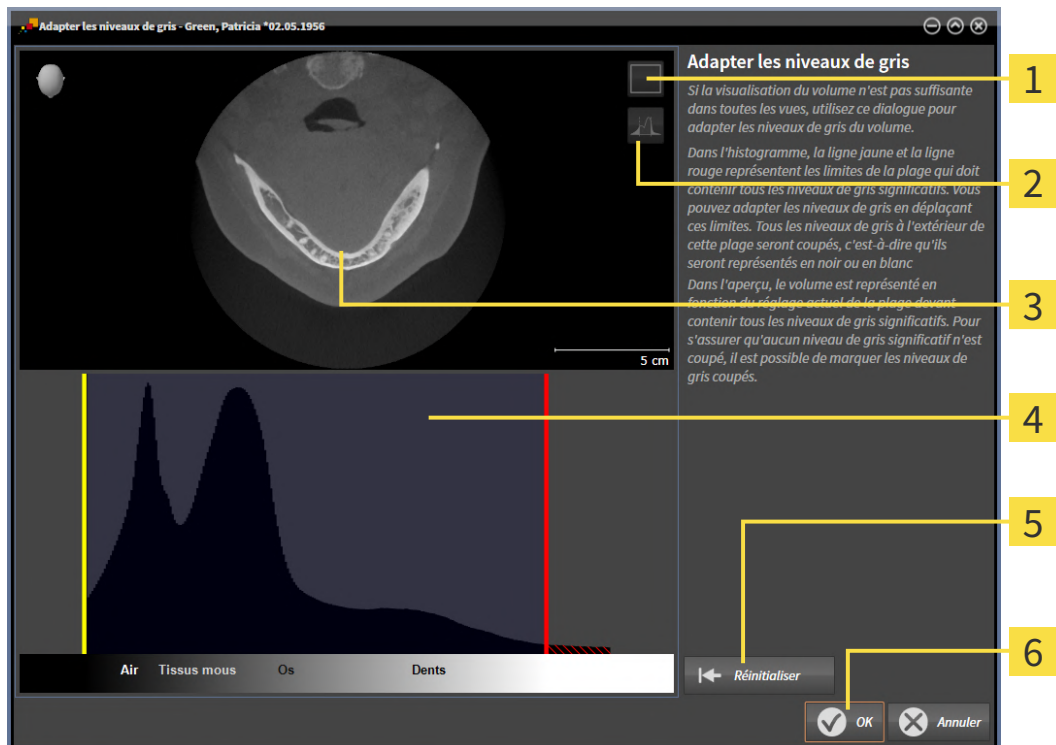 Adapter les niveaux de gris - Green, Patricia *02.05.1956
5 cm
Air Tissus mous Os Dents
Adapter les niveaux de gris
Si la visualisation du volume n'est pas suffisante
dans toutes les vues, utilisez ce dialogue pour
adapter les niveaux de gris du volume.
Dans l'histogramme, la ligne jaune et la ligne
rouge représentent les limites de la plage qui doit
contenir tous les niveaux de gris significatifs. Vous
pouvez adapter les niveaux de gris en déplaçant
ces limites. Tous les niveaux de gris à l'extérieur de
cette plage seront coupés, c'est-à-dire qu'ils
seront représentés en noir ou en blanc
Dans l'aperçu, le volume est représenté en
fonction du réglage actuel de la plage devant
contenir tous les niveaux de gris significatifs. Pour
s'assurer qu'aucun niveau de gris significatif n'est
coupé, il est possible de marquer les niveaux de
gris coupés.
Réinitialiser
OK
Annuler
1
2
3
4
5
6